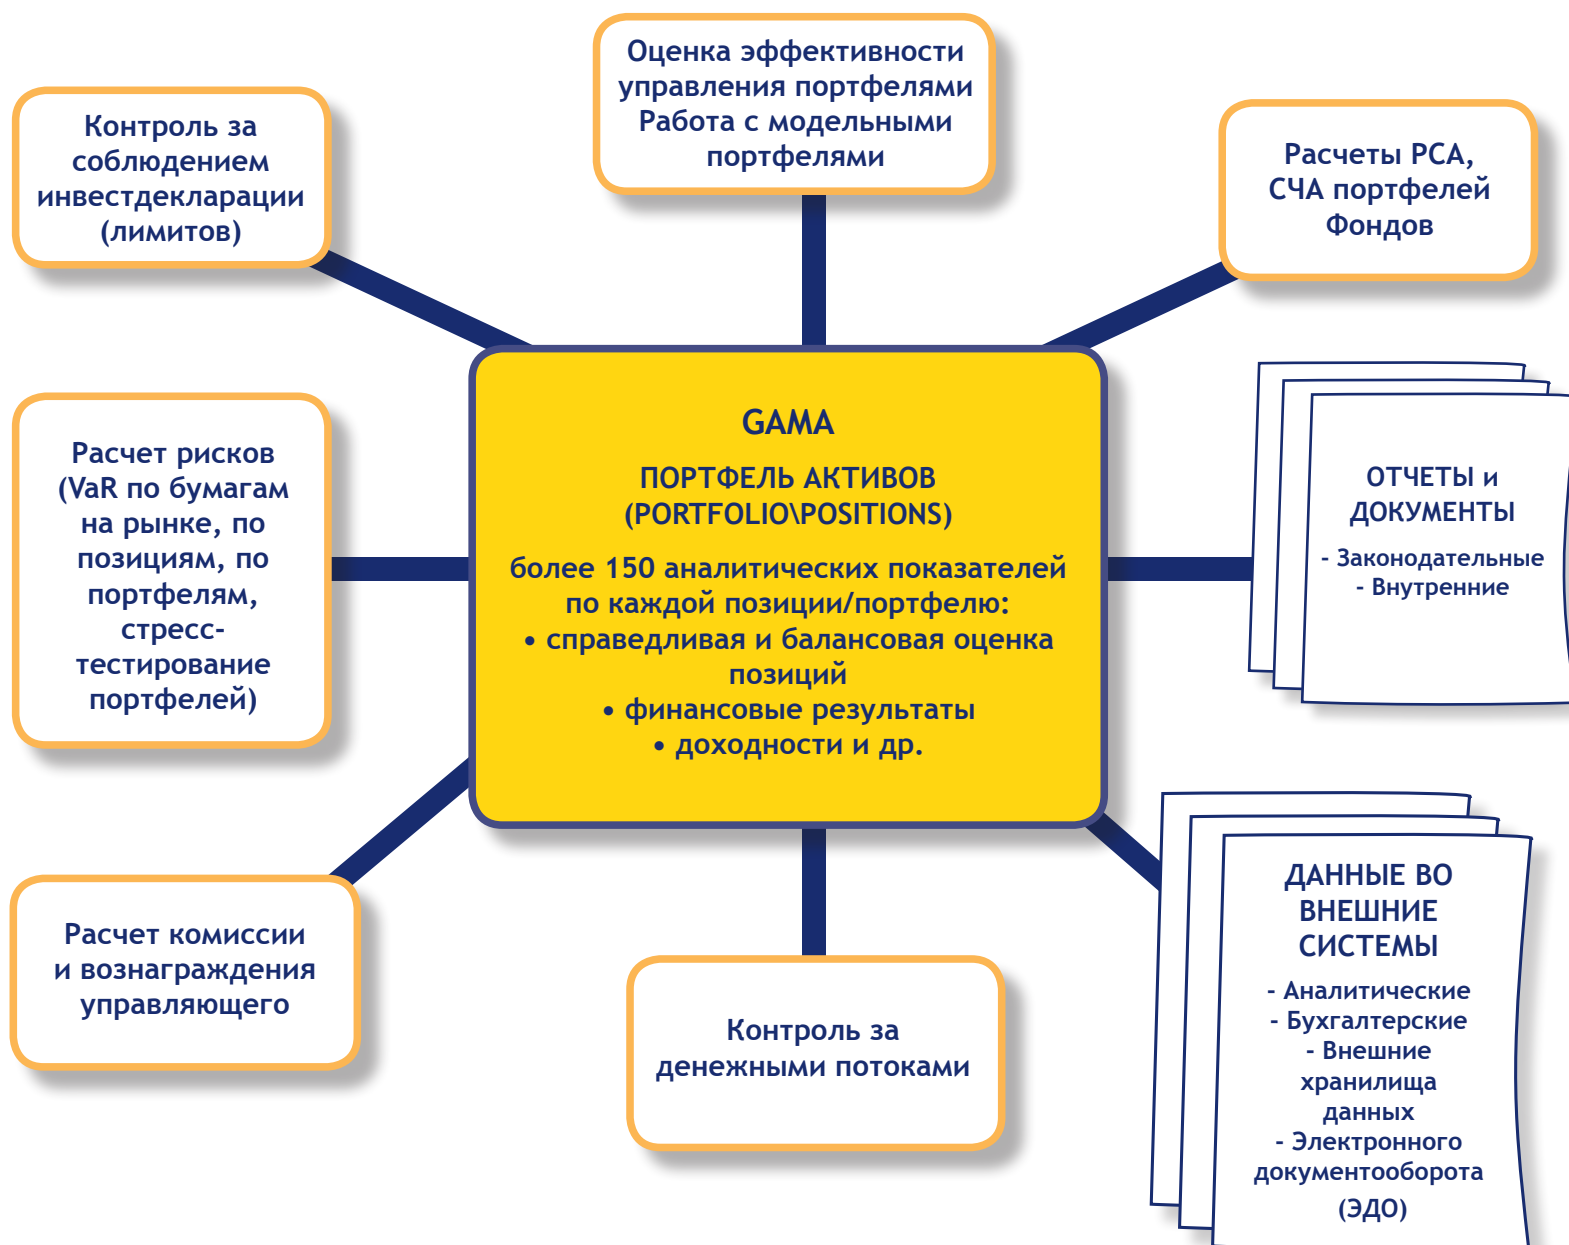 Оценка эффективности
управления портфелями
Работа с модельными
портфелями
Контроль за
соблюдением
инвестдекларации
(лимитов)
Расчеты РСА,
СЧА портфелей
Фондов
GAMA
ПОРТФЕЛЬ АКТИВОВ
(PORTFOLIO\POSITIONS)
более 150 аналитических показателей
по каждой позиции/портфелю:
• справедливая и балансовая оценка
позиций
• финансовые результаты
• доходности и др.
Расчет рисков
(VaR по бумагам
на рынке, по
позициям, по
портфелям,
стресс-
тестирование
портфелей)
ОТЧЕТЫ и
ДОКУМЕНТЫ
- Законодательные
- Внутренние
Расчет комиссии
и вознаграждения
управляющего
Контроль за
денежными потоками
ДАННЫЕ ВО
ВНЕШНИЕ
СИСТЕМЫ
- Аналитические
- Бухгалтерские
- Внешние
хранилища
данных
- Электронного
документооборота
(ЭДО)